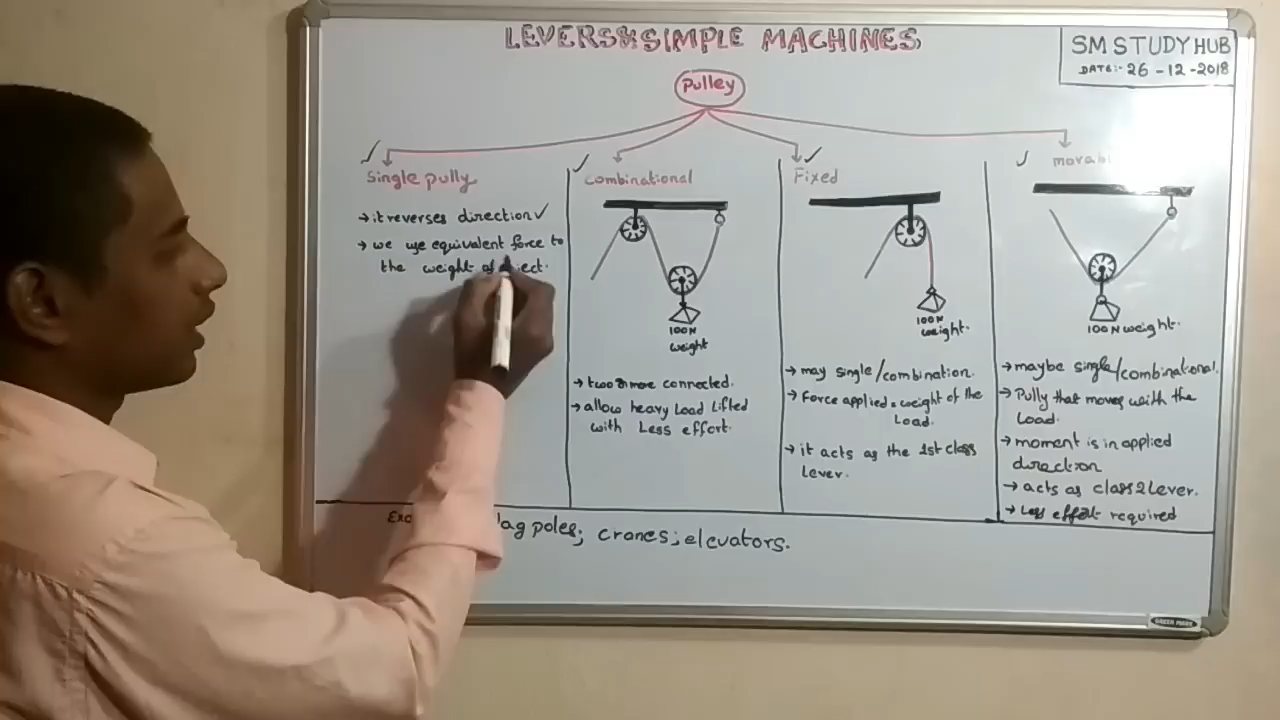 LEVERS & SIMPLE MACHINES
SM STUDY HUB
DATE:- 26 - 12 - 2018
Pulley
Single pully
→ it reverses direction ✓
→ we use equivalent force to
the weight of
Combinational
100N
weight
→ two or more connected.
→ allow heavy Load Lifted
with Less effort.
Fixed
100N
weight.
→ may single/combination.
→ Force applied = weight of the
Load.
→ it acts as the 1st class
Lever.
100N weight.
→ maybe single/combinational.
→ Pully that moves with the
Load.
→ moment is in applied
direction
→ acts as class 2 Lever.
→ Less effort required
poles; cranes; elevators.
GREEN MARK